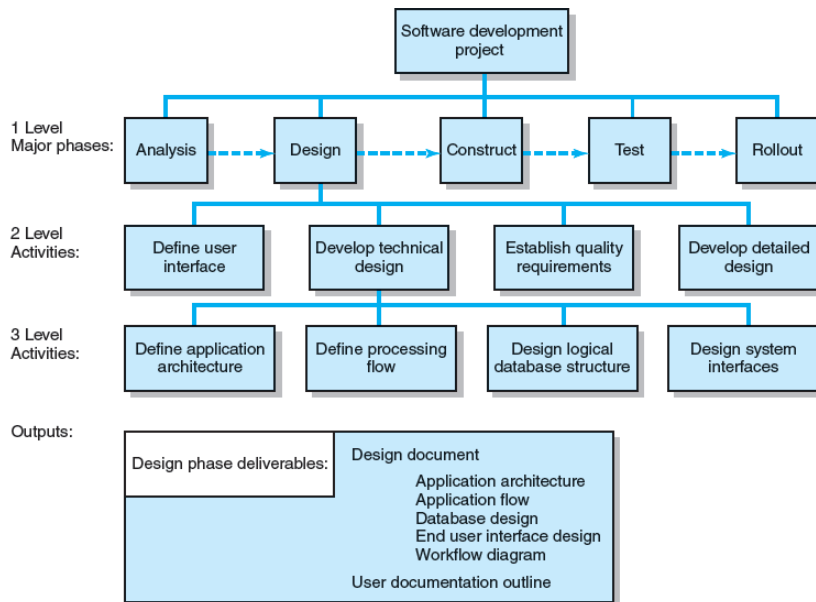 Software development
project
1 Level
Major phases:
Analysis
Design
Construct
Test
Rollout
2 Level
Activities:
Define user
interface
Develop technical
design
Establish quality
requirements
Develop detailed
design
3 Level
Activities:
Define application
architecture
Define processing
flow
Design logical
database structure
Design system
interfaces
Outputs:
Design phase deliverables:
Design document
Application architecture
Application flow
Database design
End user interface design
Workflow diagram
User documentation outline